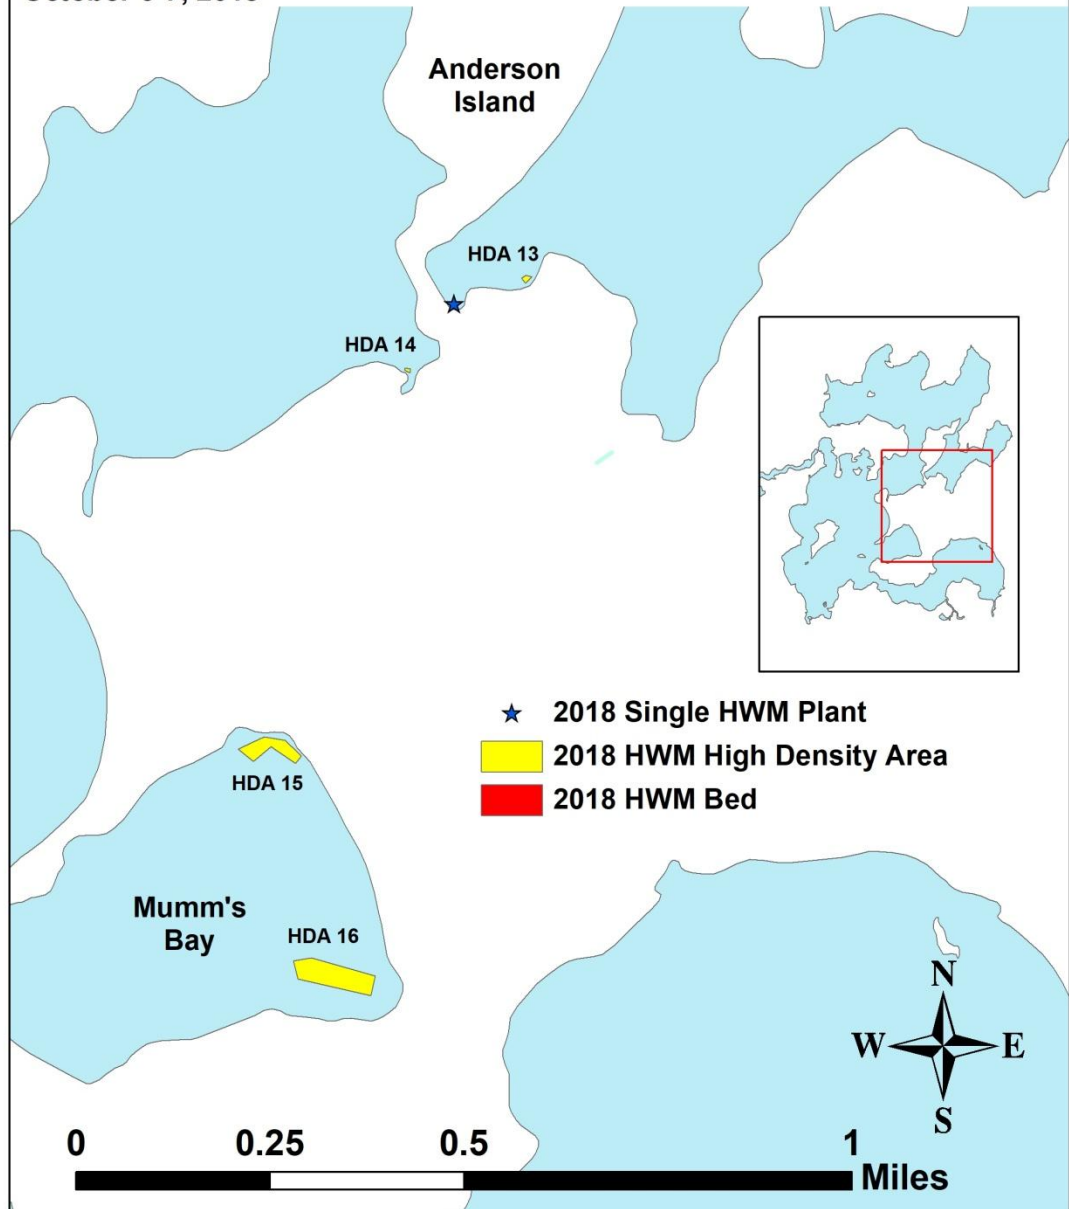 Anderson
Island
HDA 13
HDA 14
2018 Single HWM Plant
2018 HWM High Density Area
2018 HWM Bed
HDA 15
Mumm's
Bay
HDA 16
N
W E
S
0 0.25 0.5 1
Miles